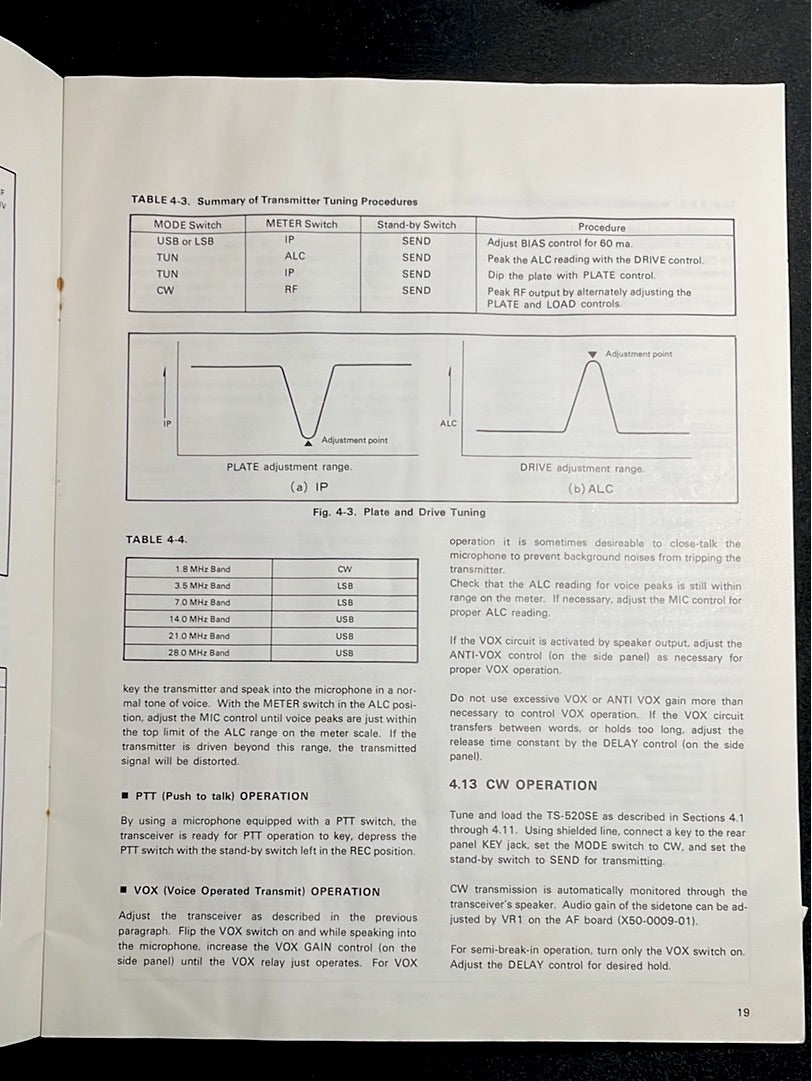 TABLE 4-3. Summary of Transmitter Tuning Procedures
MODE Switch METER Switch Stand-by Switch Procedure
USB or LSB IP SEND Adjust BIAS control for 60 ma.
TUN ALC SEND Peak the ALC reading with the DRIVE control.
TUN IP SEND Dip the plate with PLATE control.
CW RF SEND Peak RF output by alternately adjusting the
PLATE and LOAD controls.
IP
Adjustment point
PLATE adjustment range.
(a) IP
ALC
Adjustment point
DRIVE adjustment range.
(b) ALC
Fig. 4-3. Plate and Drive Tuning
TABLE 4-4.
1.8 MHz Band CW
3.5 MHz Band LSB
7.0 MHz Band LSB
14.0 MHz Band USB
21.0 MHz Band USB
28.0 MHz Band USB
key the transmitter and speak into the microphone in a nor-
mal tone of voice. With the METER switch in the ALC posi-
tion, adjust the MIC control until voice peaks are just within
the top limit of the ALC range on the meter scale. If the
transmitter is driven beyond this range, the transmitted
signal will be distorted.
■ PTT (Push to talk) OPERATION
By using a microphone equipped with a PTT switch, the
transceiver is ready for PTT operation to key, depress the
PTT switch with the stand-by switch left in the REC position.
■ VOX (Voice Operated Transmit) OPERATION
Adjust the transceiver as described in the previous
paragraph. Flip the VOX switch on and while speaking into
the microphone, increase the VOX GAIN control (on the
side panel) until the VOX relay just operates. For VOX
operation it is sometimes desireable to close-talk the
microphone to prevent background noises from tripping the
transmitter.
Check that the ALC reading for voice peaks is still within
range on the meter. If necessary, adjust the MIC control for
proper ALC reading.
If the VOX circuit is activated by speaker output, adjust the
ANTI-VOX control (on the side panel) as necessary for
proper VOX operation.
Do not use excessive VOX or ANTI VOX gain more than
necessary to control VOX operation. If the VOX circuit
transfers between words, or holds too long, adjust the
release time constant by the DELAY control (on the side
panel).
4.13 CW OPERATION
Tune and load the TS-520SE as described in Sections 4.1
through 4.11. Using shielded line, connect a key to the rear
panel KEY jack, set the MODE switch to CW, and set the
stand-by switch to SEND for transmitting.
CW transmission is automatically monitored through the
transceiver's speaker. Audio gain of the sidetone can be ad-
justed by VR1 on the AF board (X50-0009-01).
For semi-break-in operation, turn only the VOX switch on.
Adjust the DELAY control for desired hold.
19